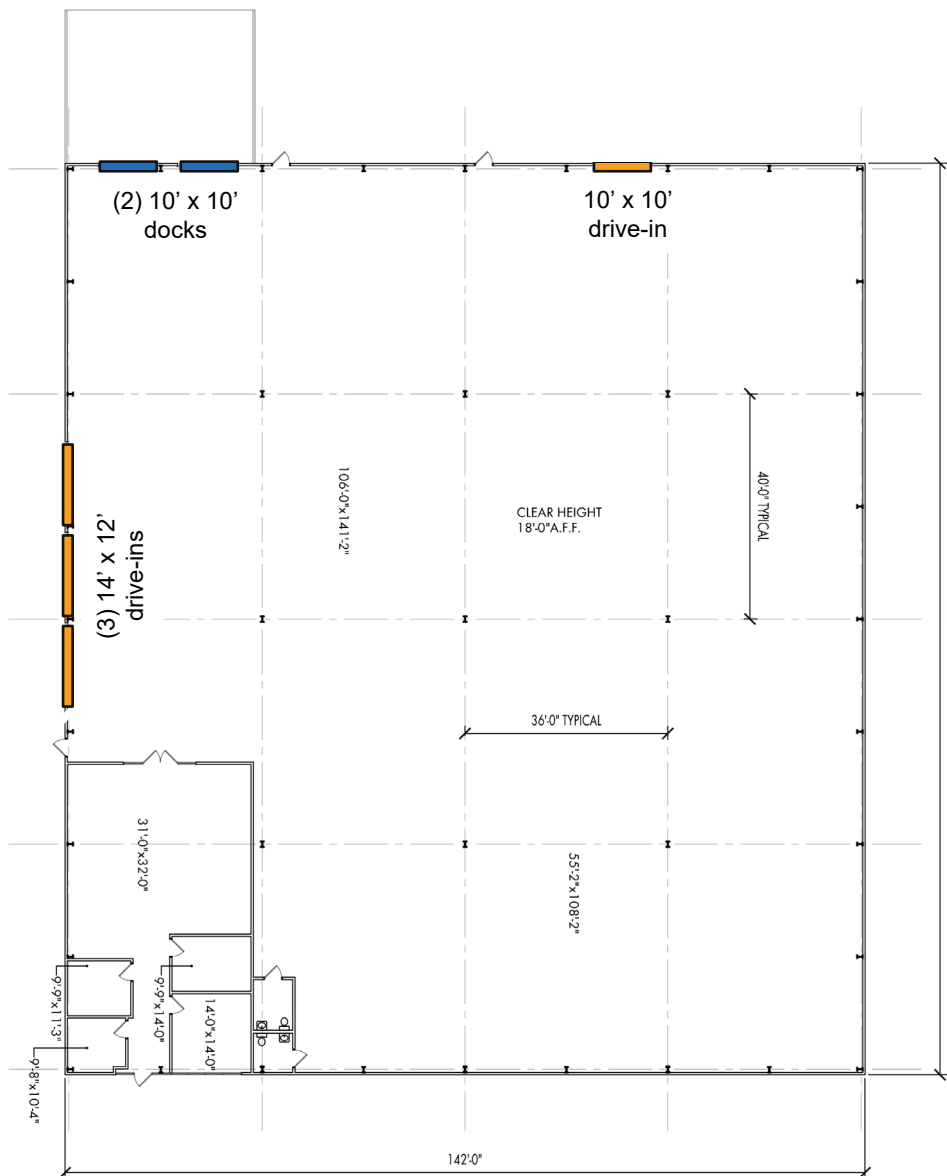 (2) 10’ x 10’
docks
10’ x 10’
drive-in
(3) 14’ x 12’
drive-ins
106'-0"x141'-2"
CLEAR HEIGHT
18'-0"A.F.F.
40'-0" TYPICAL
36'-0" TYPICAL
31'-0"x32'-0"
55'-2"x108'-2"
9'-9"x11'-3"
9'-9"x14'-0"
14'-0"x14'-0"
9'-8"x10'-4"
142'-0"